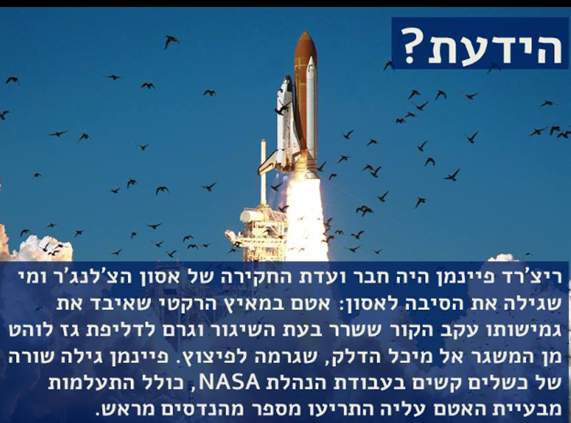 הידעת?
ריצ'רד פיינמן היה חבר ועדת החקירה של אסון הצ'לנג'ר ומי
שגילה את הסיבה לאסון: אטם במאיץ הרקטי שאיבד את
גמישותו עקב הקור ששרר בעת השיגור וגרם לדליפת גז לוהט
מן המשגר אל מיכל הדלק, שגרמה לפיצוץ. פיינמן גילה שורה
של כשלים קשים בעבודת הנהלת NASA, כולל התעלמות
מבעיית האטם עליה התריעו מספר מהנדסים מראש.